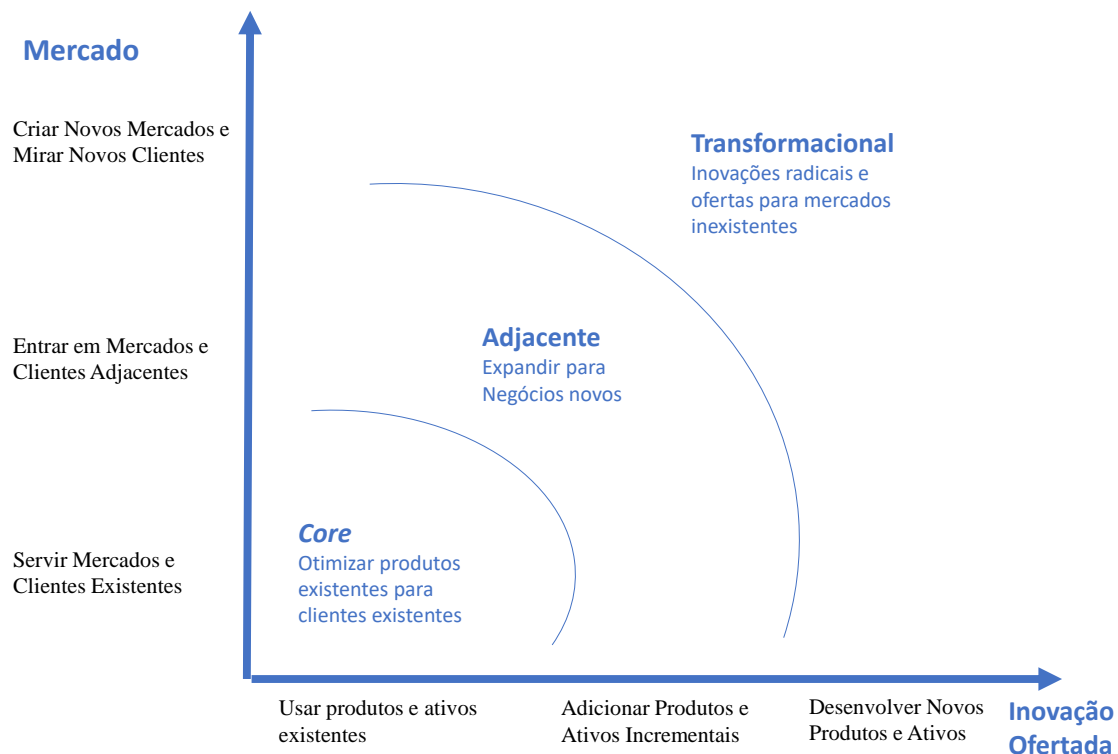 Mercado
Criar Novos Mercados e
Mirar Novos Clientes
Transformacional
Inovações radicais e
ofertas para mercados
inexistentes
Entrar em Mercados e
Clientes Adjacentes
Adjacente
Expandir para
Negócios novos
Servir Mercados e
Clientes Existentes
Core
Otimizar produtos
existentes para
clientes existentes
Usar produtos e ativos
existentes
Adicionar Produtos e
Ativos Incrementais
Desenvolver Novos
Produtos e Ativos
Inovação
Ofertada